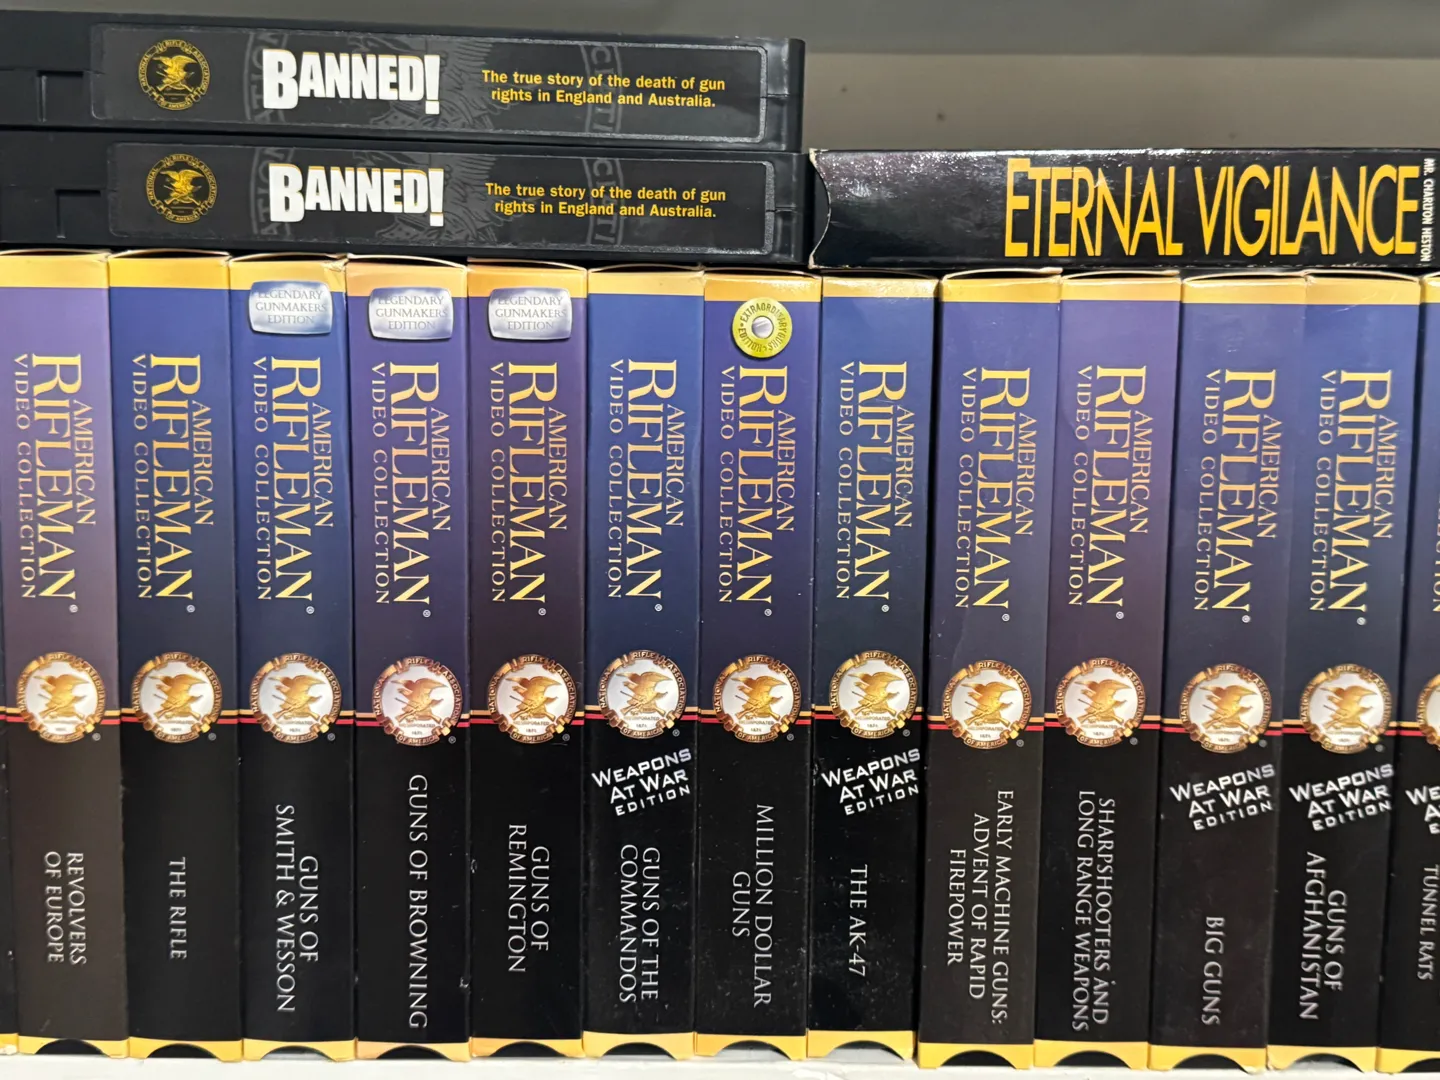 BANNED!
The true story of the death of gun
rights in England and Australia.
BANNED!
The true story of the death of gun
rights in England and Australia.
ETERNAL VIGILANCE
MR. CHARLTON HESTON
AMERICAN
RIFLEMAN®
VIDEO COLLECTION
REVOLVERS
OF EUROPE
AMERICAN
RIFLEMAN®
VIDEO COLLECTION
THE RIFLE
LEGENDARY
GUNMAKERS
EDITION
AMERICAN
RIFLEMAN®
VIDEO COLLECTION
GUNS OF
SMITH & WESSON
LEGENDARY
GUNMAKERS
EDITION
AMERICAN
RIFLEMAN®
VIDEO COLLECTION
GUNS OF BROWNING
LEGENDARY
GUNMAKERS
EDITION
AMERICAN
RIFLEMAN®
VIDEO COLLECTION
GUNS OF
REMINGTON
AMERICAN
RIFLEMAN®
VIDEO COLLECTION
WEAPONS
AT WAR
EDITION
GUNS OF THE
COMMANDOS
EXTRAORDINARY GUNS EDITION
AMERICAN
RIFLEMAN®
VIDEO COLLECTION
MILLION DOLLAR
GUNS
AMERICAN
RIFLEMAN®
VIDEO COLLECTION
WEAPONS
AT WAR
EDITION
THE AK-47
AMERICAN
RIFLEMAN®
VIDEO COLLECTION
EARLY MACHINE GUNS:
ADVENT OF RAPID
FIREPOWER
AMERICAN
RIFLEMAN®
VIDEO COLLECTION
SHARPSHOOTERS AND
LONG RANGE WEAPONS
AMERICAN
RIFLEMAN®
VIDEO COLLECTION
WEAPONS
AT WAR
EDITION
BIG GUNS
AMERICAN
RIFLEMAN®
VIDEO COLLECTION
WEAPONS
AT WAR
EDITION
GUNS OF
AFGHANISTAN
TUNNEL RATS